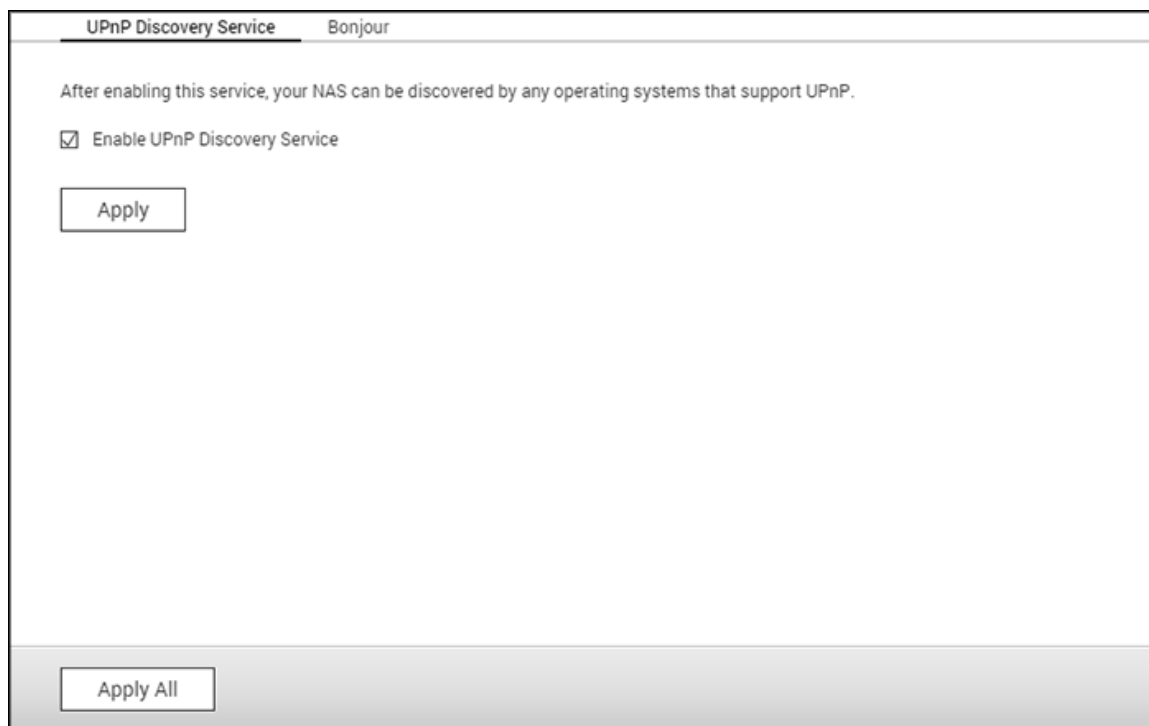 UPnP Discovery Service Bonjour
After enabling this service, your NAS can be discovered by any operating systems that support UPnP.
Enable UPnP Discovery Service
Apply
Apply All